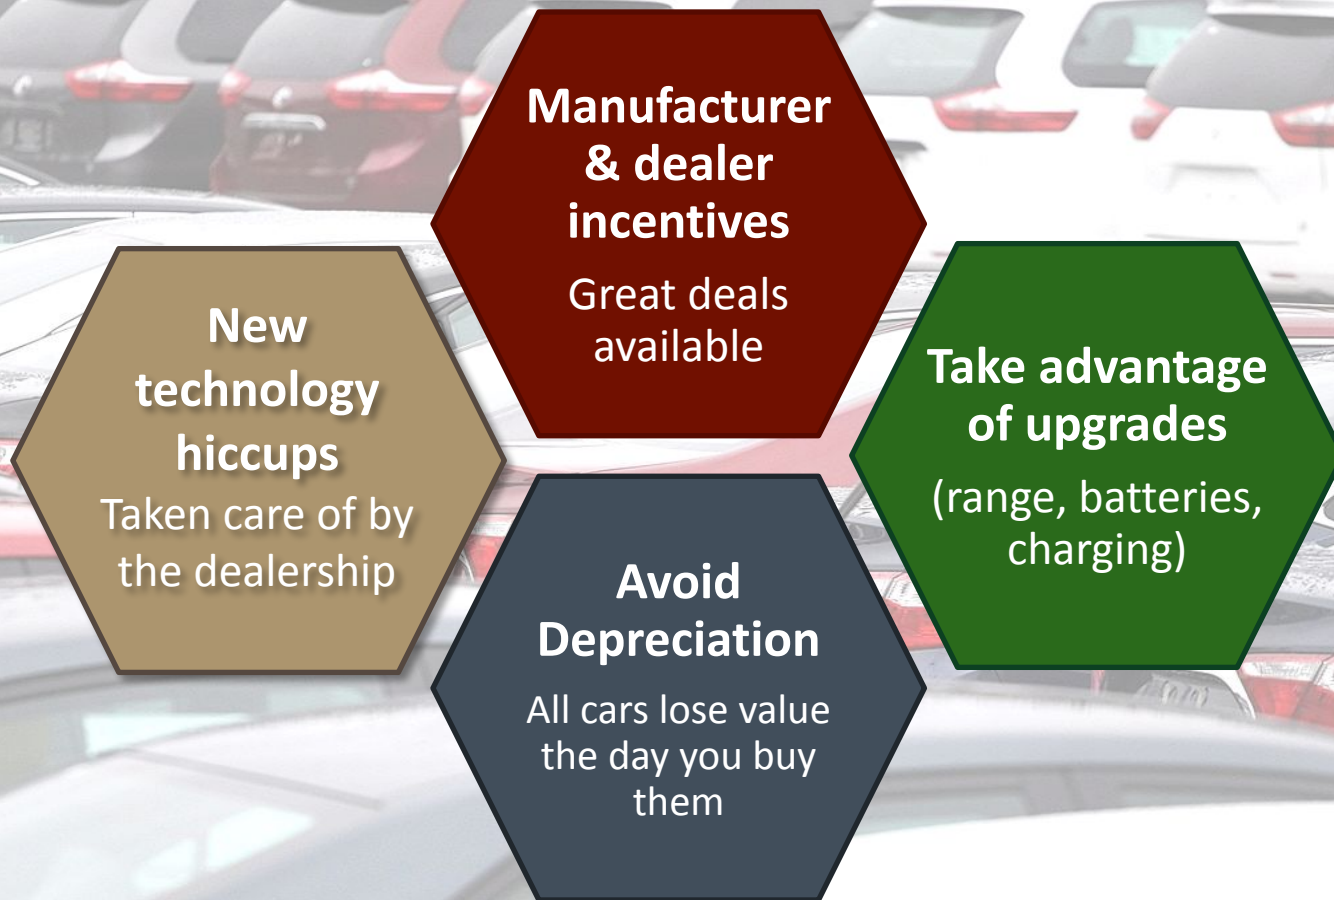 Manufacturer
& dealer
incentives
Great deals
available
New
technology
hiccups
Taken care of by
the dealership
Take advantage
of upgrades
(range, batteries,
charging)
Avoid
Depreciation
All cars lose value
the day you buy
them